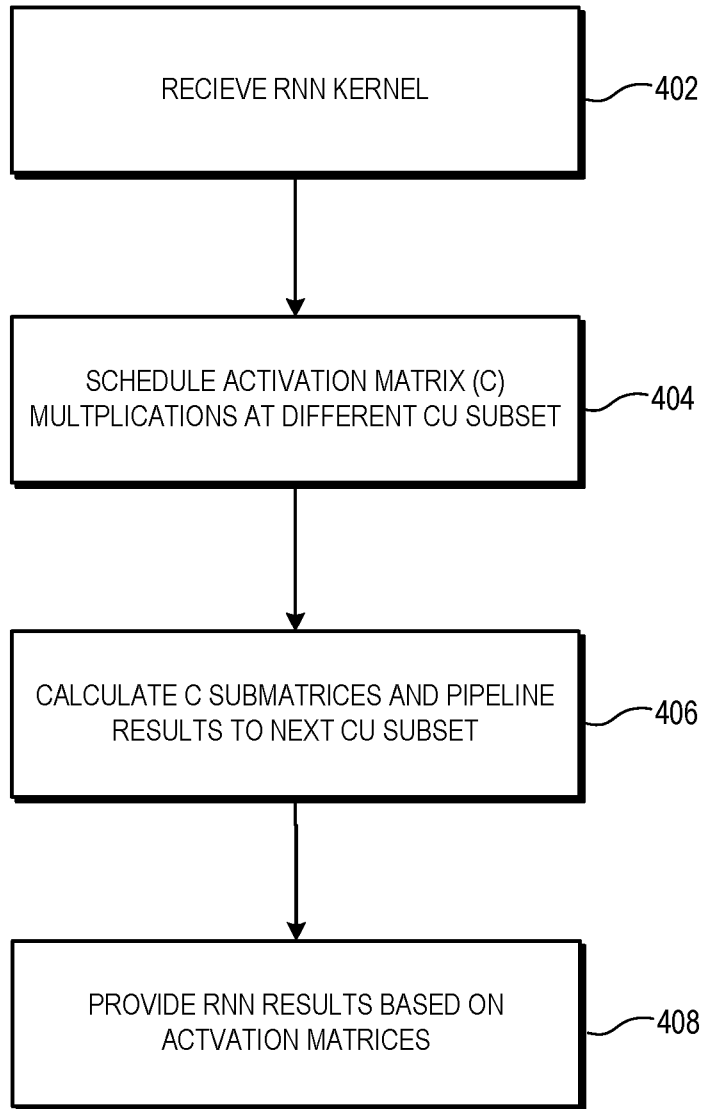 RECIEVE RNN KERNEL
402
SCHEDULE ACTIVATION MATRIX (C)
MULTPLICATIONS AT DIFFERENT CU SUBSET
404
CALCULATE C SUBMATRICES AND PIPELINE
RESULTS TO NEXT CU SUBSET
406
PROVIDE RNN RESULTS BASED ON
ACTVATION MATRICES
408